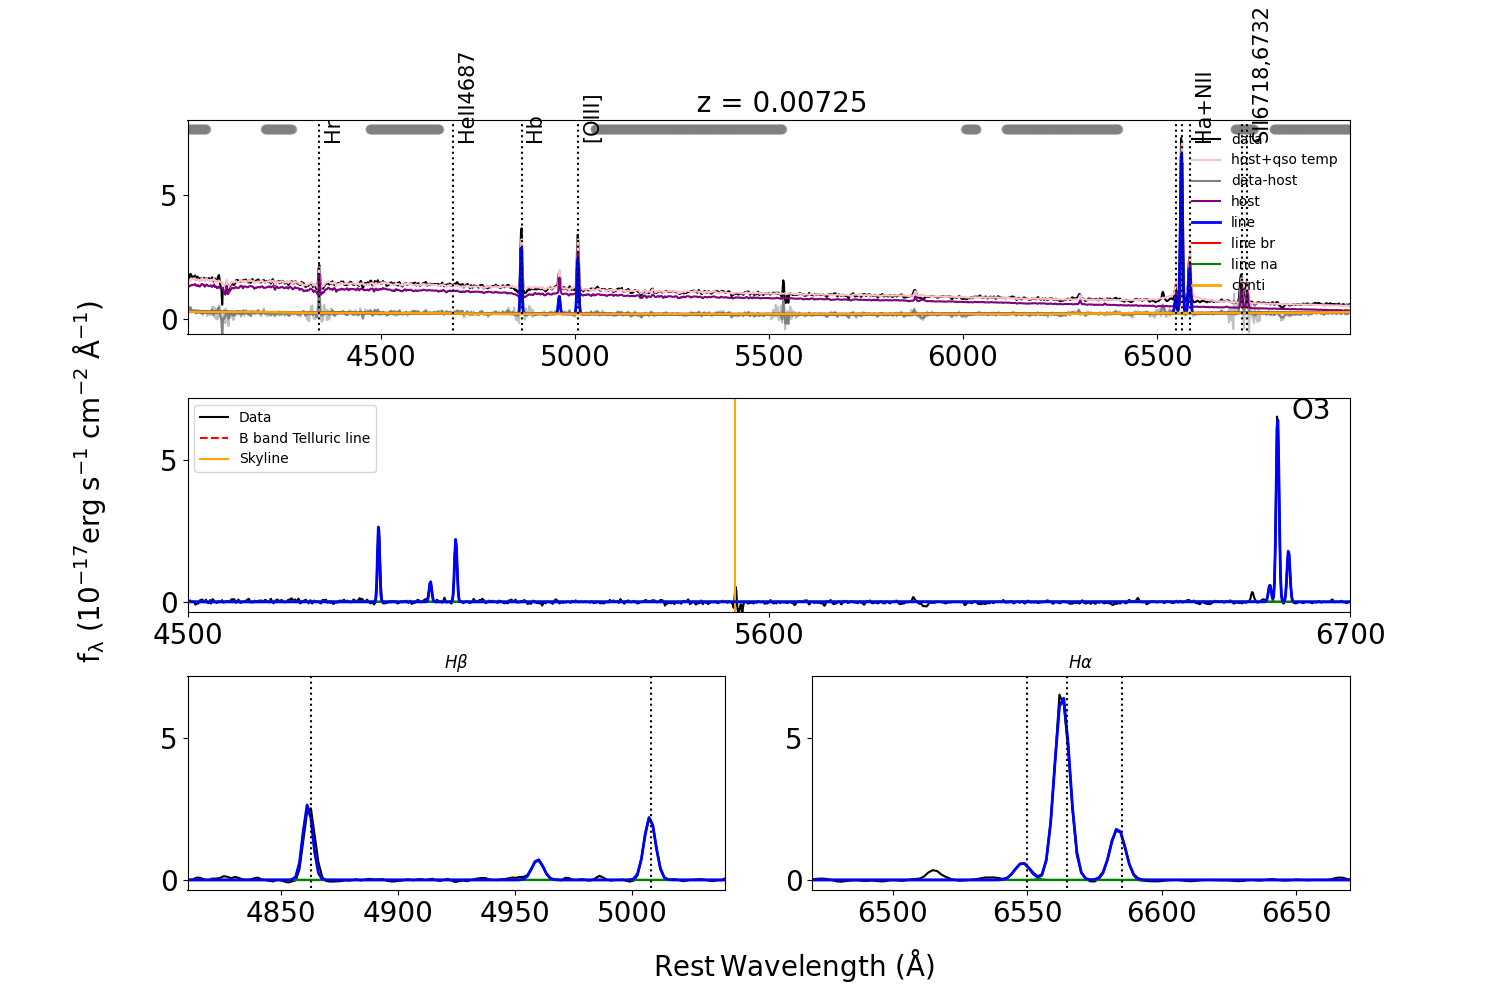 z = 0.00725
Hr
HeII4687
Hb
[OIII]
Ha+NII
SII6718,6732
data
host+qso temp
data-host
host
line
line br
line na
conti
5
0
4500
5000
5500
6000
6500
f_λ (10^−17 erg s^−1 cm^−2 Å^−1)
Data
B band Telluric line
Skyline
O3
5
0
4500
5600
6700
Hβ
5
0
4850
4900
4950
5000
Hα
5
0
6500
6550
6600
6650
Rest Wavelength (Å)